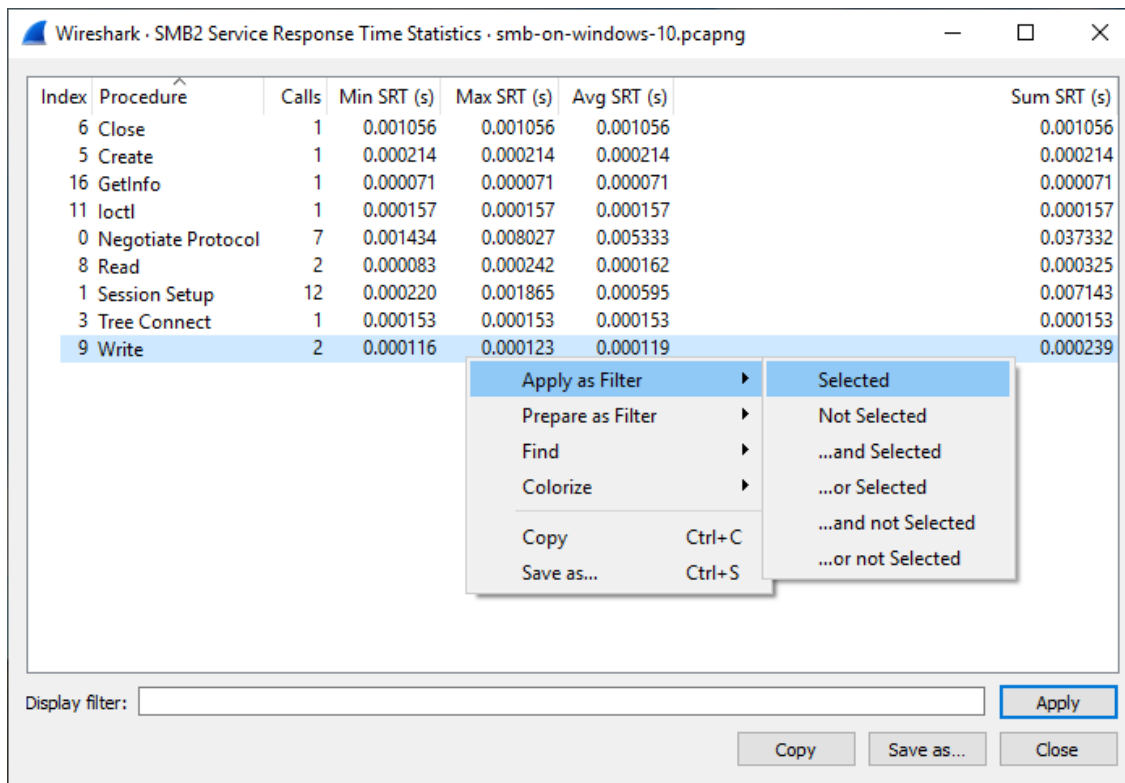 Wireshark · SMB2 Service Response Time Statistics · smb-on-windows-10.pcapng
Index Procedure Calls Min SRT (s) Max SRT (s) Avg SRT (s) Sum SRT (s)
6 Close 1 0.001056 0.001056 0.001056 0.001056
5 Create 1 0.000214 0.000214 0.000214 0.000214
16 GetInfo 1 0.000071 0.000071 0.000071 0.000071
11 Ioctl 1 0.000157 0.000157 0.000157 0.000157
0 Negotiate Protocol 7 0.001434 0.008027 0.005333 0.037332
8 Read 2 0.000083 0.000242 0.000162 0.000325
1 Session Setup 12 0.000220 0.001865 0.000595 0.007143
3 Tree Connect 1 0.000153 0.000153 0.000153 0.000153
9 Write 2 0.000116 0.000123 0.000119 0.000239
Apply as Filter
Prepare as Filter
Find
Colorize
Copy Ctrl+C
Save as... Ctrl+S
Selected
Not Selected
...and Selected
...or Selected
...and not Selected
...or not Selected
Display filter: Apply
Copy Save as... Close